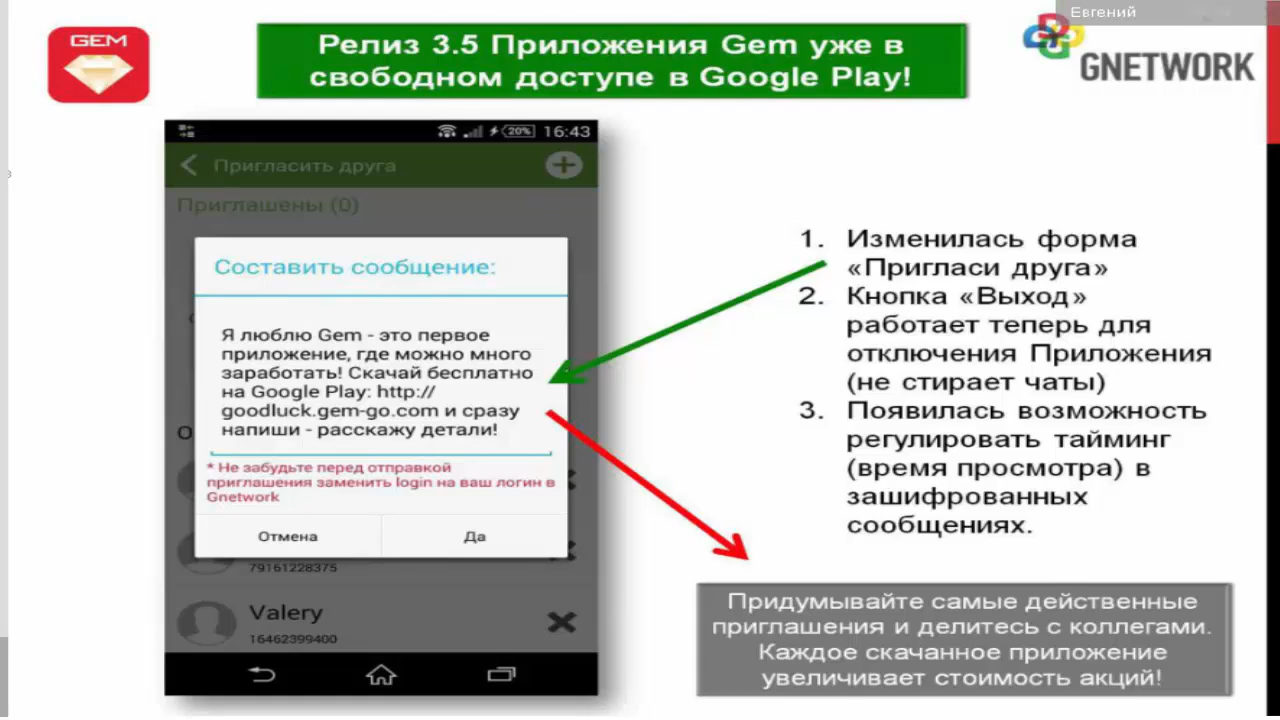 Евгений
GEM
Релиз 3.5 Приложения Gem уже в
свободном доступе в Google Play!
GNETWORK
20% 16:43
Пригласить друга
Приглашены (0)
Составить сообщение:
Я люблю Gem - это первое
приложение, где можно много
заработать! Скачай бесплатно
на Google Play: http://
goodluck.gem-go.com и сразу
напиши - расскажу детали!
* Не забудьте перед отправкой
приглашения заменить login на ваш логин в
Gnetwork
Отмена
Да
79161228375
Valery
16462399400
1. Изменилась форма
«Пригласи друга»
2. Кнопка «Выход»
работает теперь для
отключения Приложения
(не стирает чаты)
3. Появилась возможность
регулировать тайминг
(время просмотра) в
зашифрованных
сообщениях.
Придумывайте самые действенные
приглашения и делитесь с коллегами.
Каждое скачанное приложение
увеличивает стоимость акций!